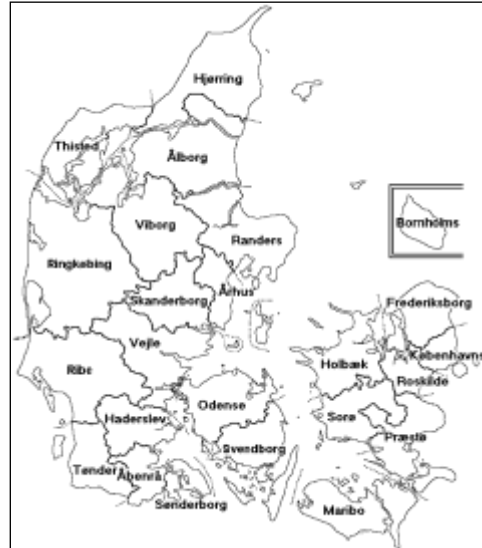 Hjørring
Thisted
Ålborg
Viborg
Randers
Bornholms
Ringkøbing
Skanderborg
Århus
Frederiksborg
Københavns
Vejle
Holbæk
Roskilde
Ribe
Odense
Haderslev
Sorø
Præstø
Svendborg
Tønder
Åbenrå
Sønderborg
Maribo